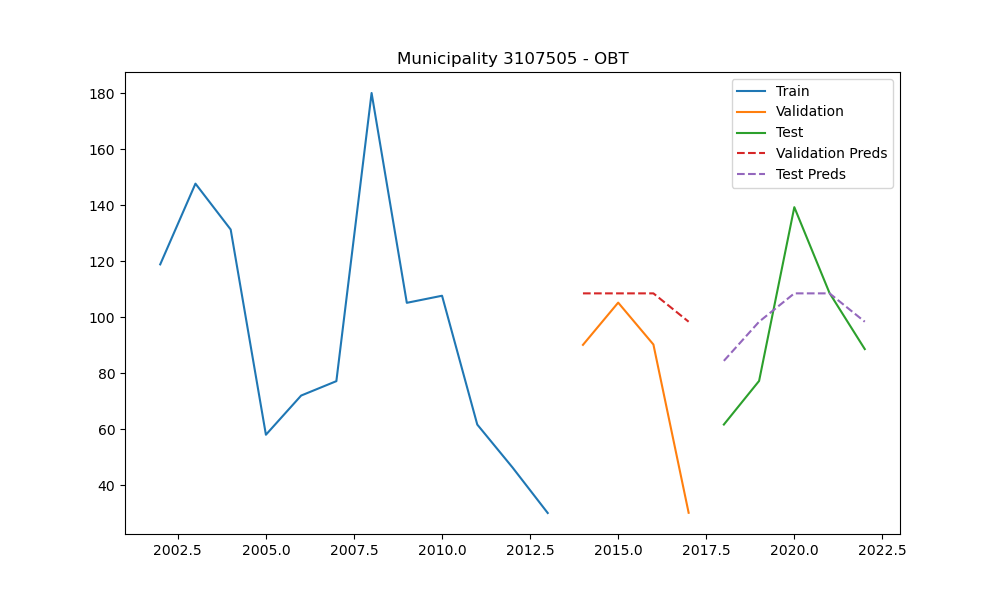 Municipality 3107505 - OBT
Train
Validation
Test
Validation Preds
Test Preds
180
160
140
120
100
80
60
40
2002.5 2005.0 2007.5 2010.0 2012.5 2015.0 2017.5 2020.0 2022.5